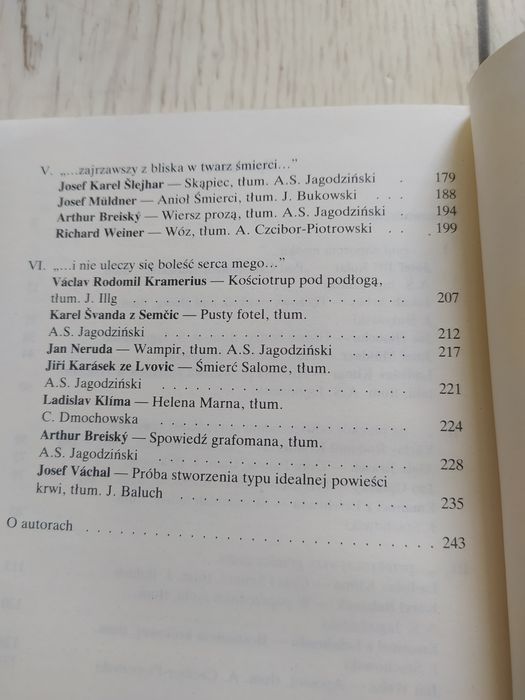 V. „...zajrzawszy z bliska w twarz śmierci...”
Josef Karel Šlejhar — Skąpiec, tłum. A.S. Jagodziński . 179
Josef Müldner — Anioł Śmierci, tłum. J. Bukowski . . . 188
Arthur Breiský — Wiersz prozą, tłum. A.S. Jagodziński . 194
Richard Weiner — Wóz, tłum. A. Czcibor-Piotrowski . . 199
VI. „...i nie uleczy się boleść serca mego...”
Václav Rodomil Kramerius — Kościotrup pod podłogą,
tłum. J. Illg . . . . . . . . . . . . . . . . . . . . 207
Karel Švanda z Semčic — Pusty fotel, tłum.
A.S. Jagodziński . . . . . . . . . . . . . . . . . . 212
Jan Neruda — Wampir, tłum. A.S. Jagodziński . . . . . 217
Jiří Karásek ze Lvovic — Śmierć Salome, tłum.
A.S. Jagodziński . . . . . . . . . . . . . . . . . . 221
Ladislav Klíma — Helena Marna, tłum.
C. Dmochowska . . . . . . . . . . . . . . . . . . 224
Arthur Breiský — Spowiedź grafomana, tłum.
A.S. Jagodziński . . . . . . . . . . . . . . . . . 228
Josef Váchal — Próba stworzenia typu idealnej powieści
krwi, tłum. J. Baluch . . . . . . . . . . . . . . . . 235
O autorach . . . . . . . . . . . . . . . . . . . . . . 243